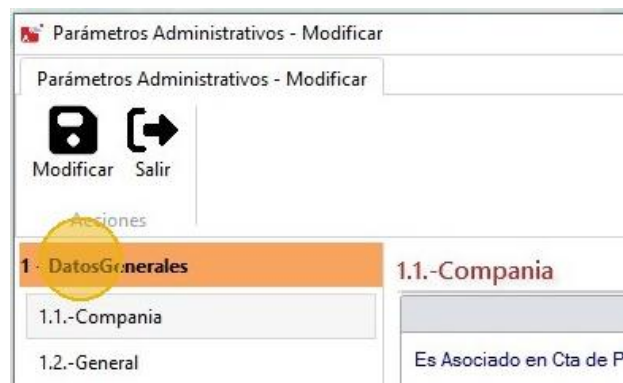 Parámetros Administrativos - Modificar
Parámetros Administrativos - Modificar
Modificar Salir
Acciones
1 - DatosGenerales
1.1.-Compania
1.1.-Compania
1.2.-General
Es Asociado en Cta de P